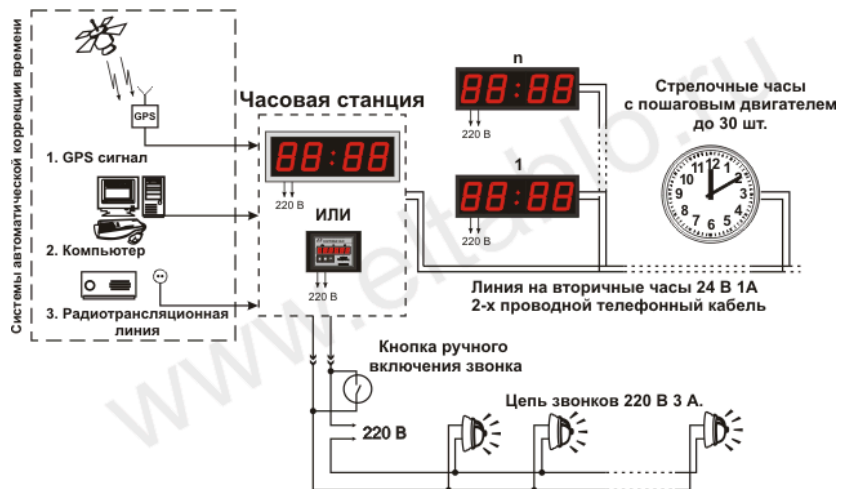 Системы автоматической коррекции времени
GPS
1. GPS сигнал
2. Компьютер
3. Радиотрансляционная
линия
Часовая станция
88:88
220 В
ИЛИ
220 В
n
88:88
220 В
1
88:88
220 В
Стрелочные часы
с пошаговым двигателем
до 30 шт.
12
1
2
3
4
5
6
7
8
9
10
11
Линия на вторичные часы 24 В 1А
2-х проводной телефонный кабель
Кнопка ручного
включения звонка
220 В
Цепь звонков 220 В 3 А.
www.eltablo.ru